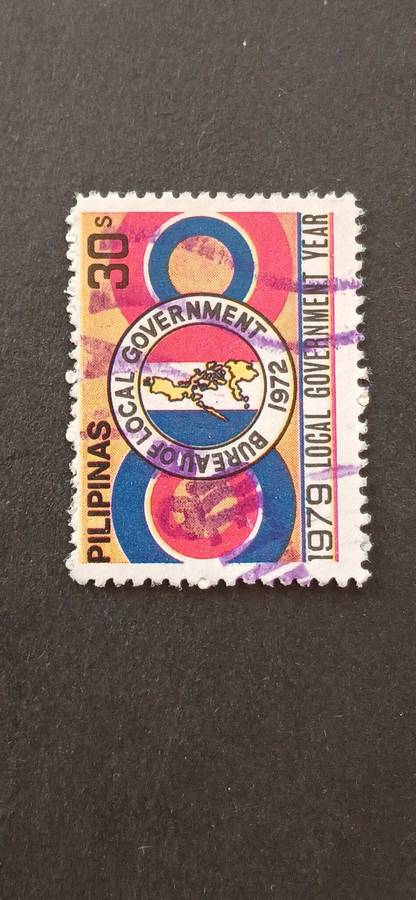 30s
PILIPINAS
BUREAU OF LOCAL GOVERNMENT 1972
1979 LOCAL GOVERNMENT YEAR